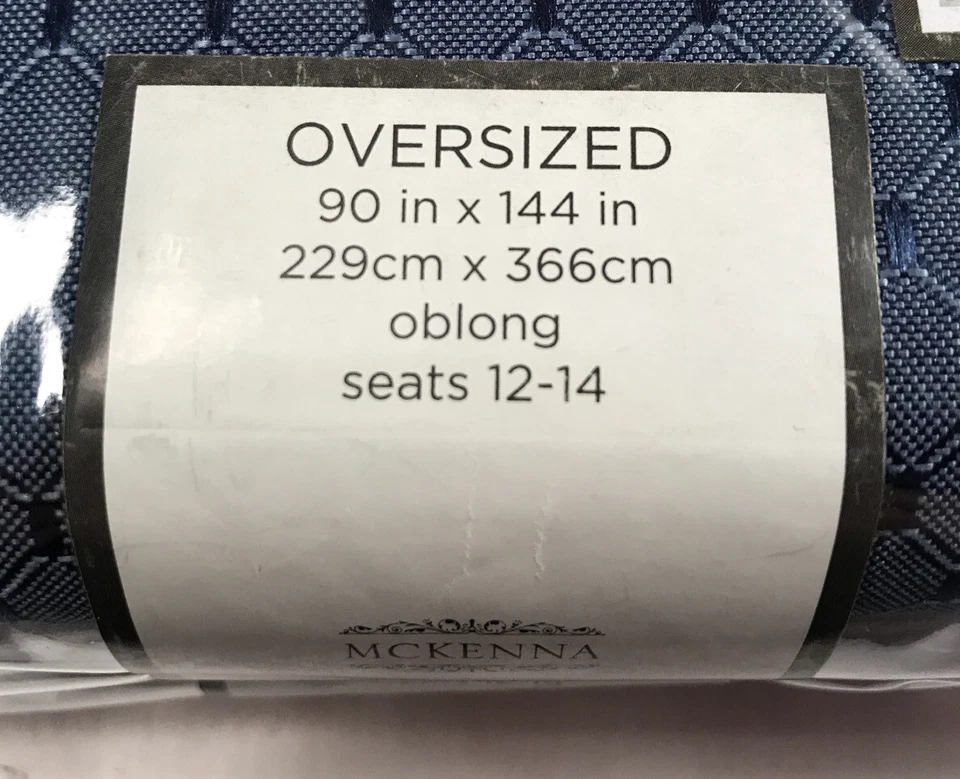 OVERSIZED
90 in x 144 in
229cm x 366cm
oblong
seats 12-14
MCKENNA